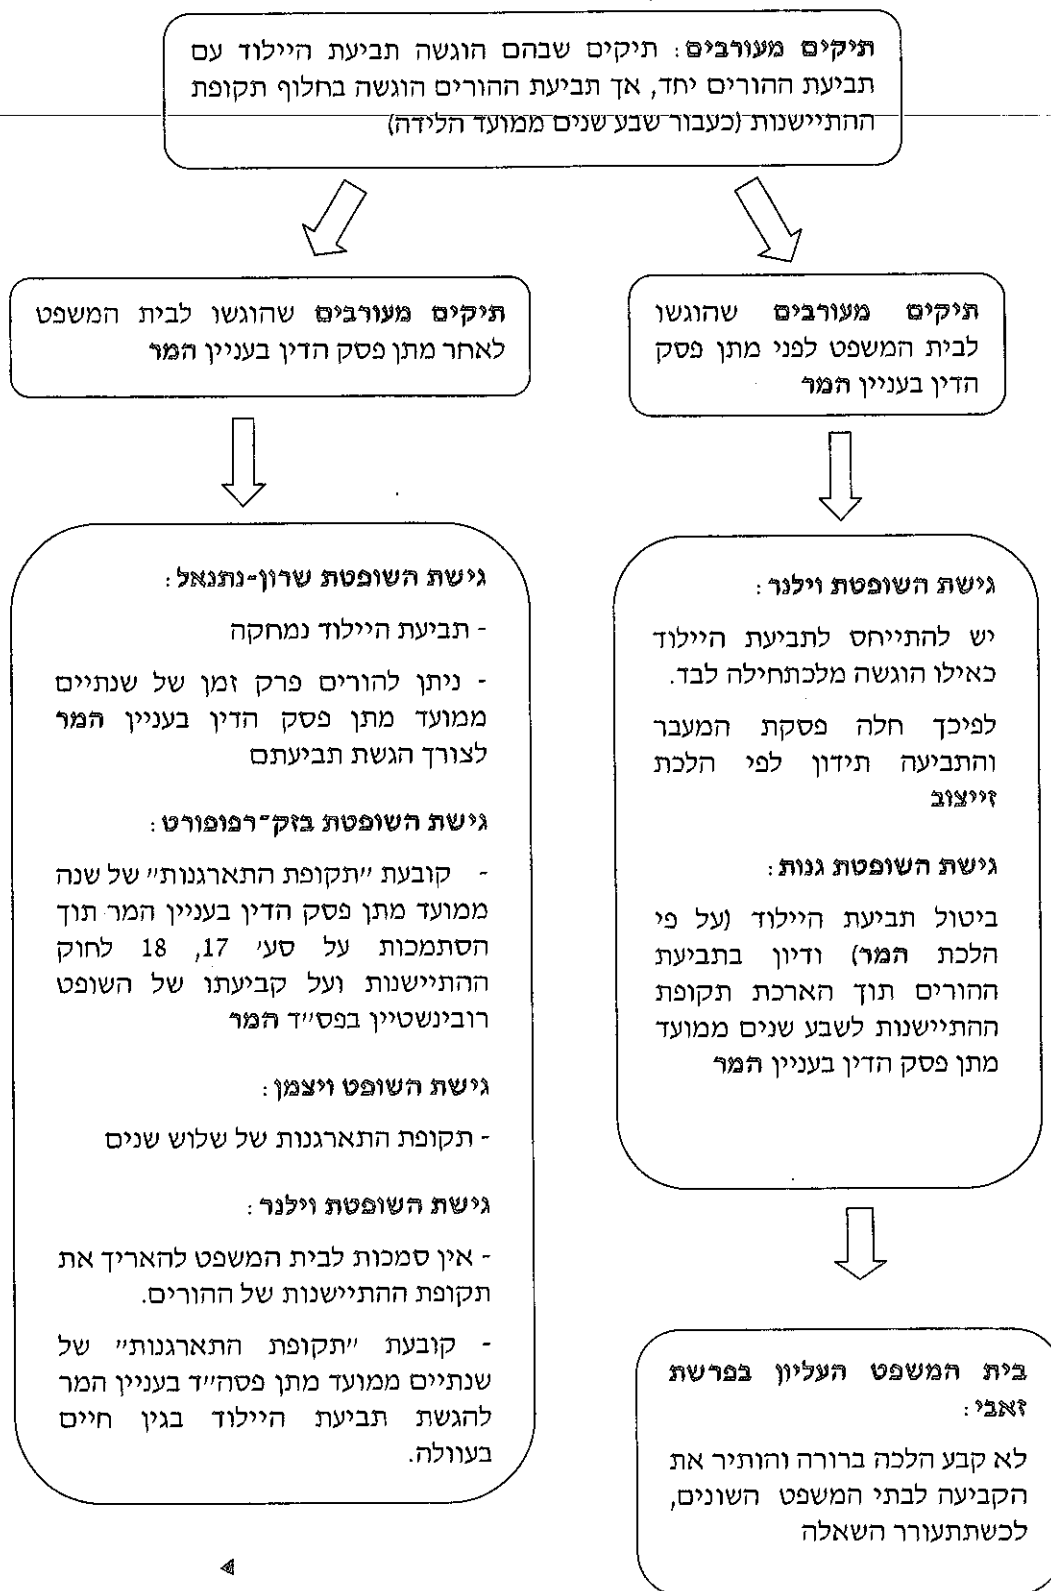 תיקים מעורבים: תיקים שבהם הוגשה תביעת היילוד עם
תביעת ההורים יחד, אך תביעת ההורים הוגשה בחלוף תקופת
ההתיישנות (כעבור שבע שנים ממועד הלידה)
תיקים מעורבים שהוגשו
לבית המשפט לפני מתן פסק
הדין בעניין המר
תיקים מעורבים שהוגשו לבית המשפט
לאחר מתן פסק הדין בעניין המר
גישת השופטת וילנר:
יש להתייחס לתביעת היילוד
כאילו הוגשה מלכתחילה לבד.
לפיכך חלה פסקת המעבר
והתביעה תידון לפי הלכת
זייצוב
גישת השופטת גנות:
ביטול תביעת היילוד (על פי
הלכת המר) ודיון בתביעת
ההורים תוך הארכת תקופת
ההתיישנות לשבע שנים ממועד
מתן פסק הדין בעניין המר
בית המשפט העליון בפרשת
זאבי:
לא קבע הלכה ברורה והותיר את
הקביעה לבתי המשפט השונים,
לכשתתעורר השאלה
גישת השופטת שרון-נתנאל:
- תביעת היילוד נמחקה
- ניתן להורים פרק זמן של שנתיים
ממועד מתן פסק הדין בעניין המר
לצורך הגשת תביעתם
גישת השופטת בזק-רפופורט:
- קובעת "תקופת התארגנות" של שנה
ממועד מתן פסק הדין בעניין המר תוך
הסתמכות על סע' 17, 18 לחוק
ההתיישנות ועל קביעתו של השופט
רובינשטיין בפס"ד המר
גישת השופט ויצמן:
- תקופת התארגנות של שלוש שנים
גישת השופטת וילנר:
- אין סמכות לבית המשפט להאריך את
תקופת ההתיישנות של ההורים.
- קובעת "תקופת התארגנות" של
שנתיים ממועד מתן פסה"ד בעניין המר
להגשת תביעת היילוד בגין חיים
בעוולה.